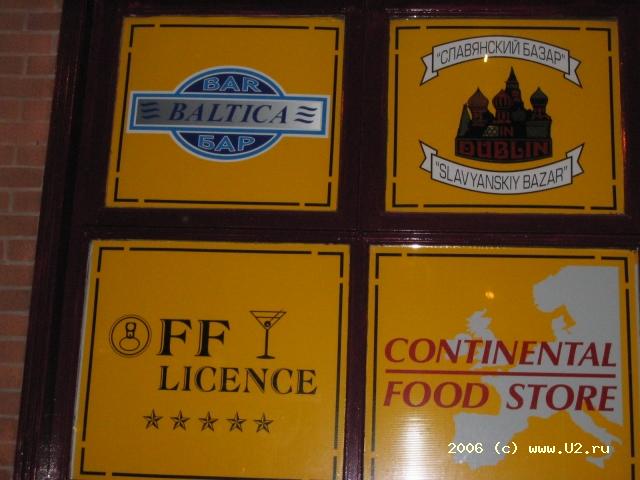 BAR
BALTICA
БАР
"СЛАВЯНСКИЙ БАЗАР"
IN
DUBLIN
"SLAVYANSKIY BAZAR"
OFF
LICENCE
CONTINENTAL
FOOD STORE
2006 (c) www.U2.ru